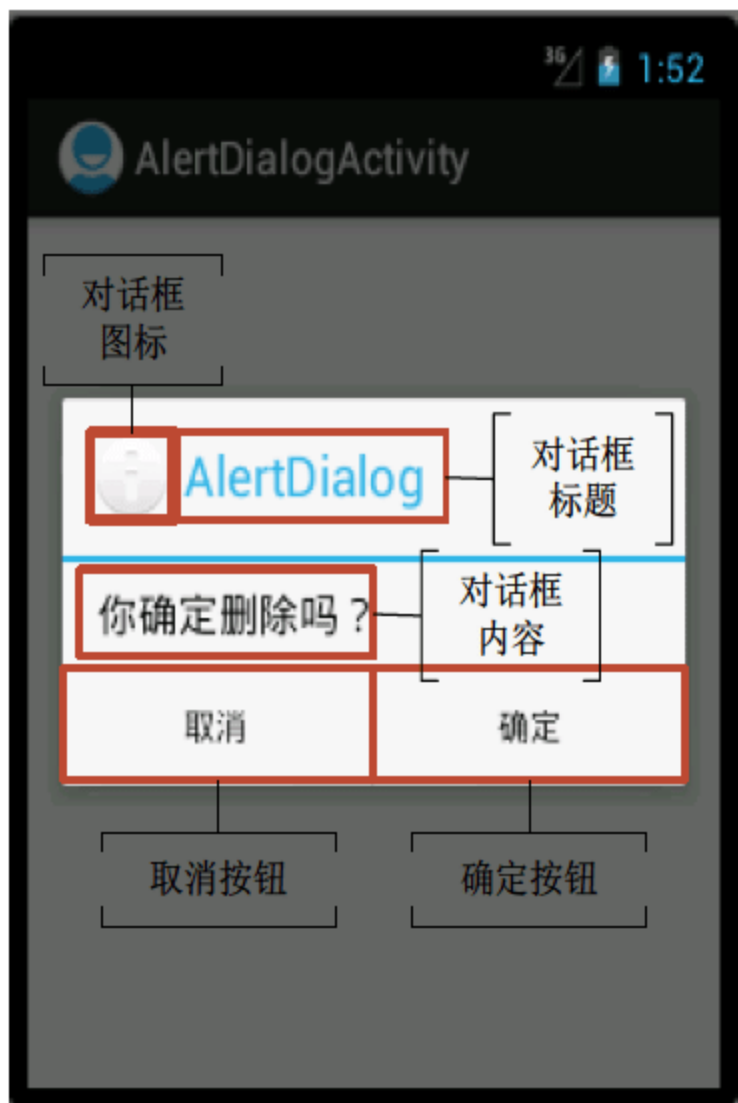 3G 1:52
AlertDialogActivity
对话框
图标
AlertDialog
对话框
标题
你确定删除吗？
对话框
内容
取消
确定
取消按钮
确定按钮